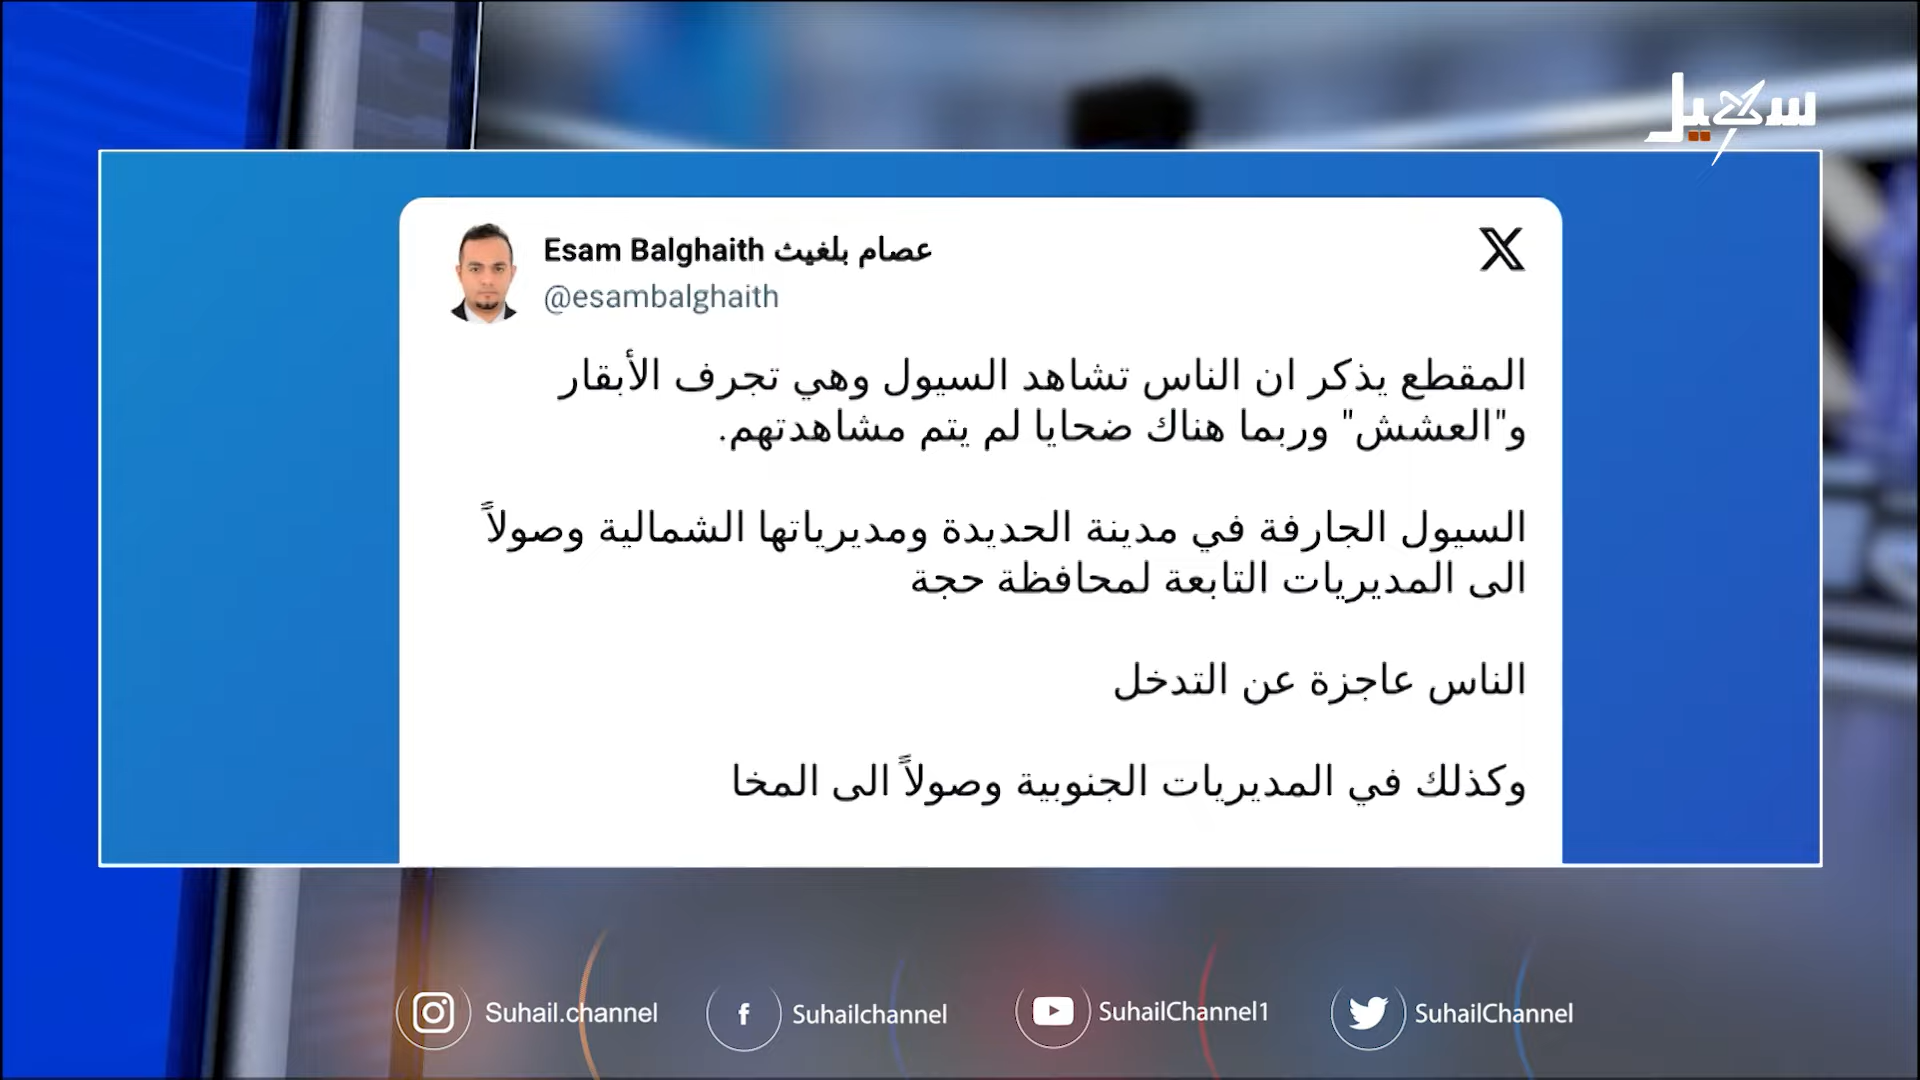 سهيل
Esam Balghaith عصام بلغيث
@esambalghaith
المقطع يذكر ان الناس تشاهد السيول وهي تجرف الأبقار
و"العشش" وربما هناك ضحايا لم يتم مشاهدتهم.
السيول الجارفة في مدينة الحديدة ومديرياتها الشمالية وصولاً
الى المديريات التابعة لمحافظة حجة
الناس عاجزة عن التدخل
وكذلك في المديريات الجنوبية وصولاً الى المخا
Suhail.channel
Suhailchannel
SuhailChannel1
SuhailChannel